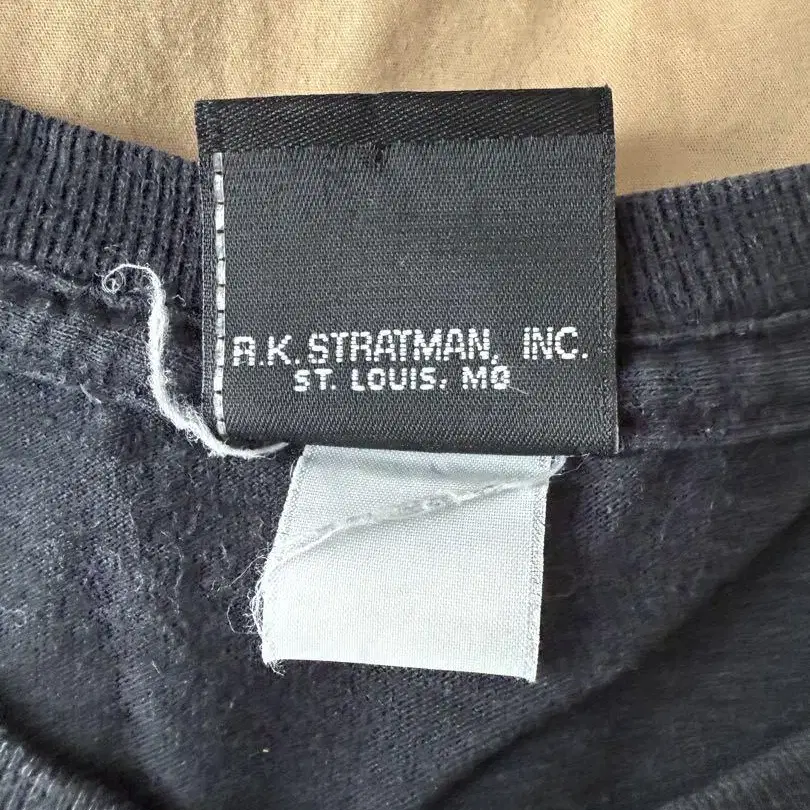 R.K. STRATMAN, INC.
ST. LOUIS, MO